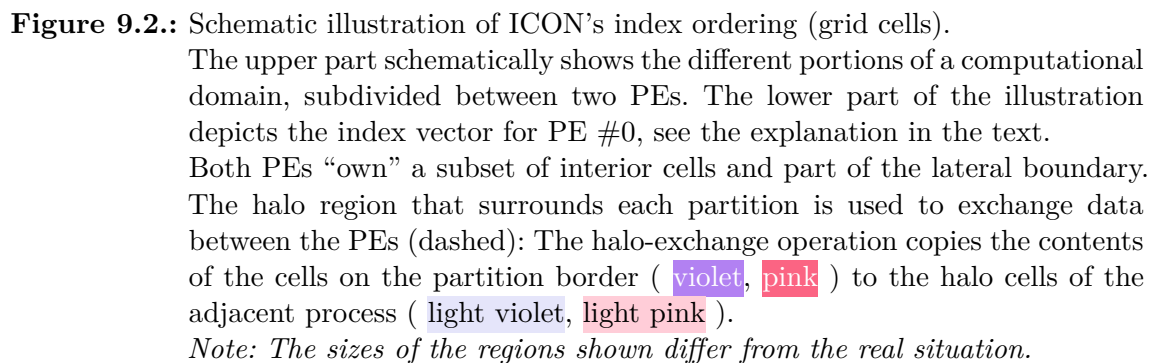 Figure 9.2.: Schematic illustration of ICON’s index ordering (grid cells).
The upper part schematically shows the different portions of a computational
domain, subdivided between two PEs. The lower part of the illustration
depicts the index vector for PE #0, see the explanation in the text.
Both PEs “own” a subset of interior cells and part of the lateral boundary.
The halo region that surrounds each partition is used to exchange data
between the PEs (dashed): The halo-exchange operation copies the contents
of the cells on the partition border ( violet, pink ) to the halo cells of the
adjacent process ( light violet, light pink ).
Note: The sizes of the regions shown differ from the real situation.